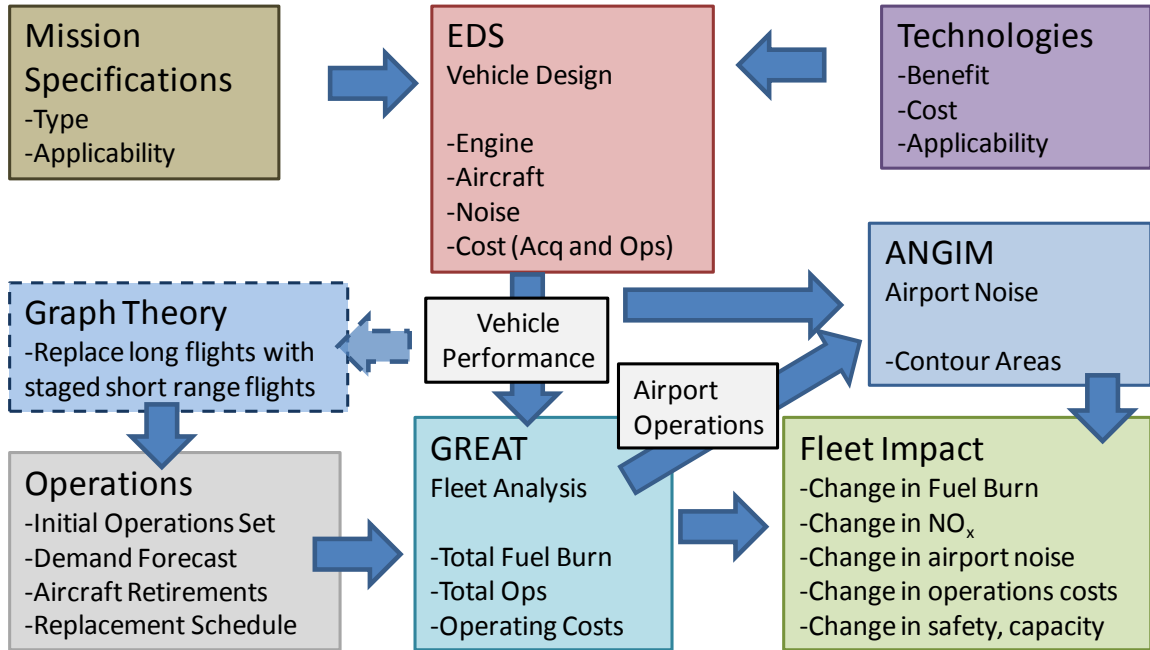 Mission
Specifications
-Type
-Applicability
EDS
Vehicle Design
-Engine
-Aircraft
-Noise
-Cost (Acq and Ops)
Technologies
-Benefit
-Cost
-Applicability
Graph Theory
-Replace long flights with
staged short range flights
Vehicle
Performance
ANGIM
Airport Noise
-Contour Areas
Airport
Operations
Operations
-Initial Operations Set
-Demand Forecast
-Aircraft Retirements
-Replacement Schedule
GREAT
Fleet Analysis
-Total Fuel Burn
-Total Ops
-Operating Costs
Fleet Impact
-Change in Fuel Burn
-Change in NOₓ
-Change in airport noise
-Change in operations costs
-Change in safety, capacity